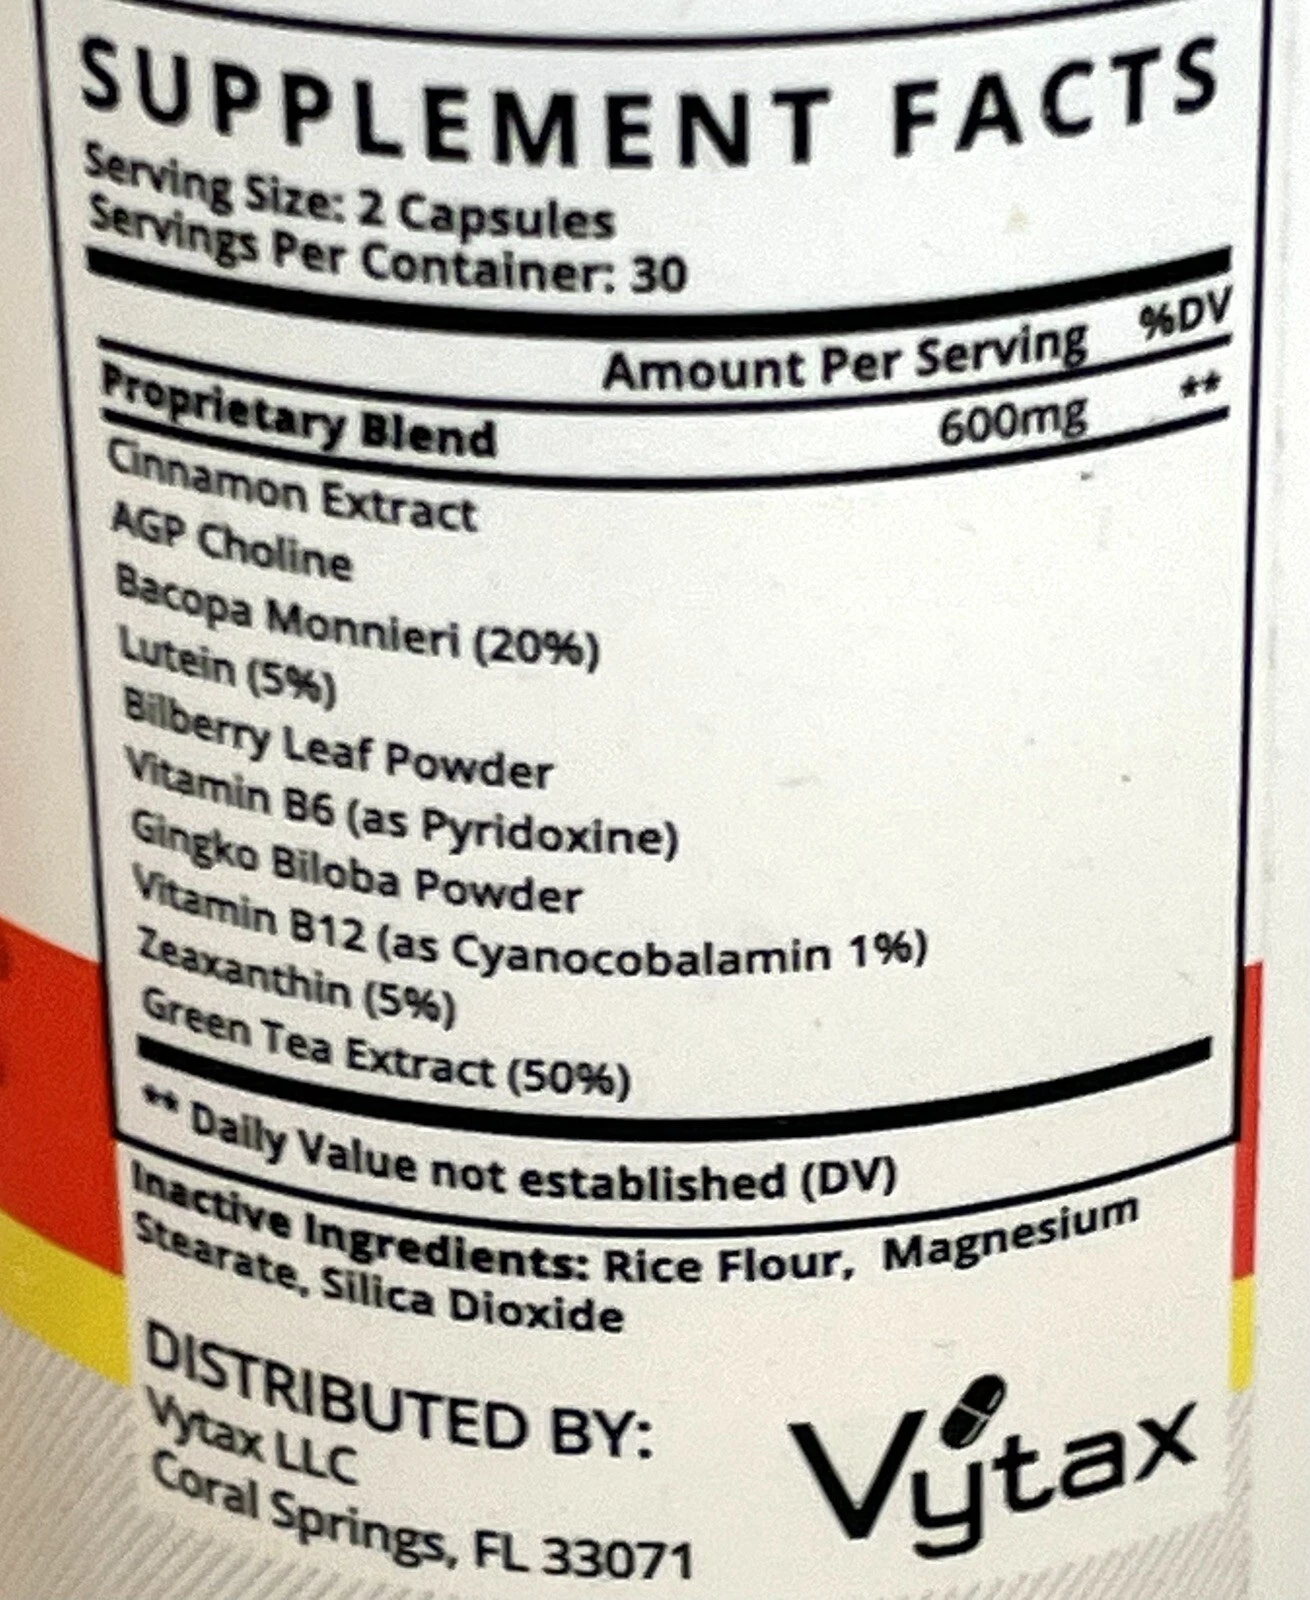 SUPPLEMENT FACTS
Serving Size: 2 Capsules
Servings Per Container: 30
Amount Per Serving %DV
Proprietary Blend 600mg **
Cinnamon Extract
AGP Choline
Bacopa Monnieri (20%)
Lutein (5%)
Bilberry Leaf Powder
Vitamin B6 (as Pyridoxine)
Gingko Biloba Powder
Vitamin B12 (as Cyanocobalamin 1%)
Zeaxanthin (5%)
Green Tea Extract (50%)
** Daily Value not established (DV)
Inactive Ingredients: Rice Flour, Magnesium
Stearate, Silica Dioxide
DISTRIBUTED BY:
Vytax LLC
Coral Springs, FL 33071
Vytax